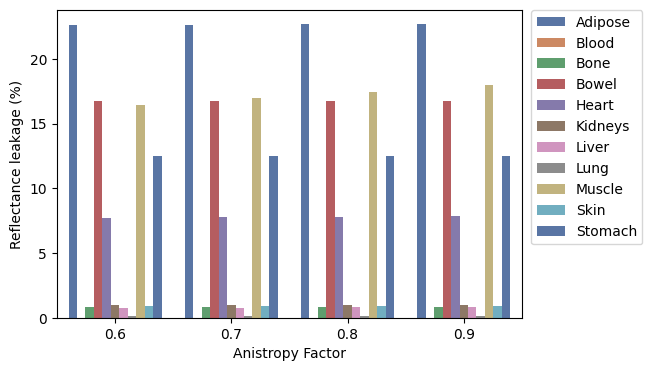 Reflectance leakage (%)
20
15
10
5
0
0.6
0.7
0.8
0.9
Anistropy Factor
Adipose
Blood
Bone
Bowel
Heart
Kidneys
Liver
Lung
Muscle
Skin
Stomach